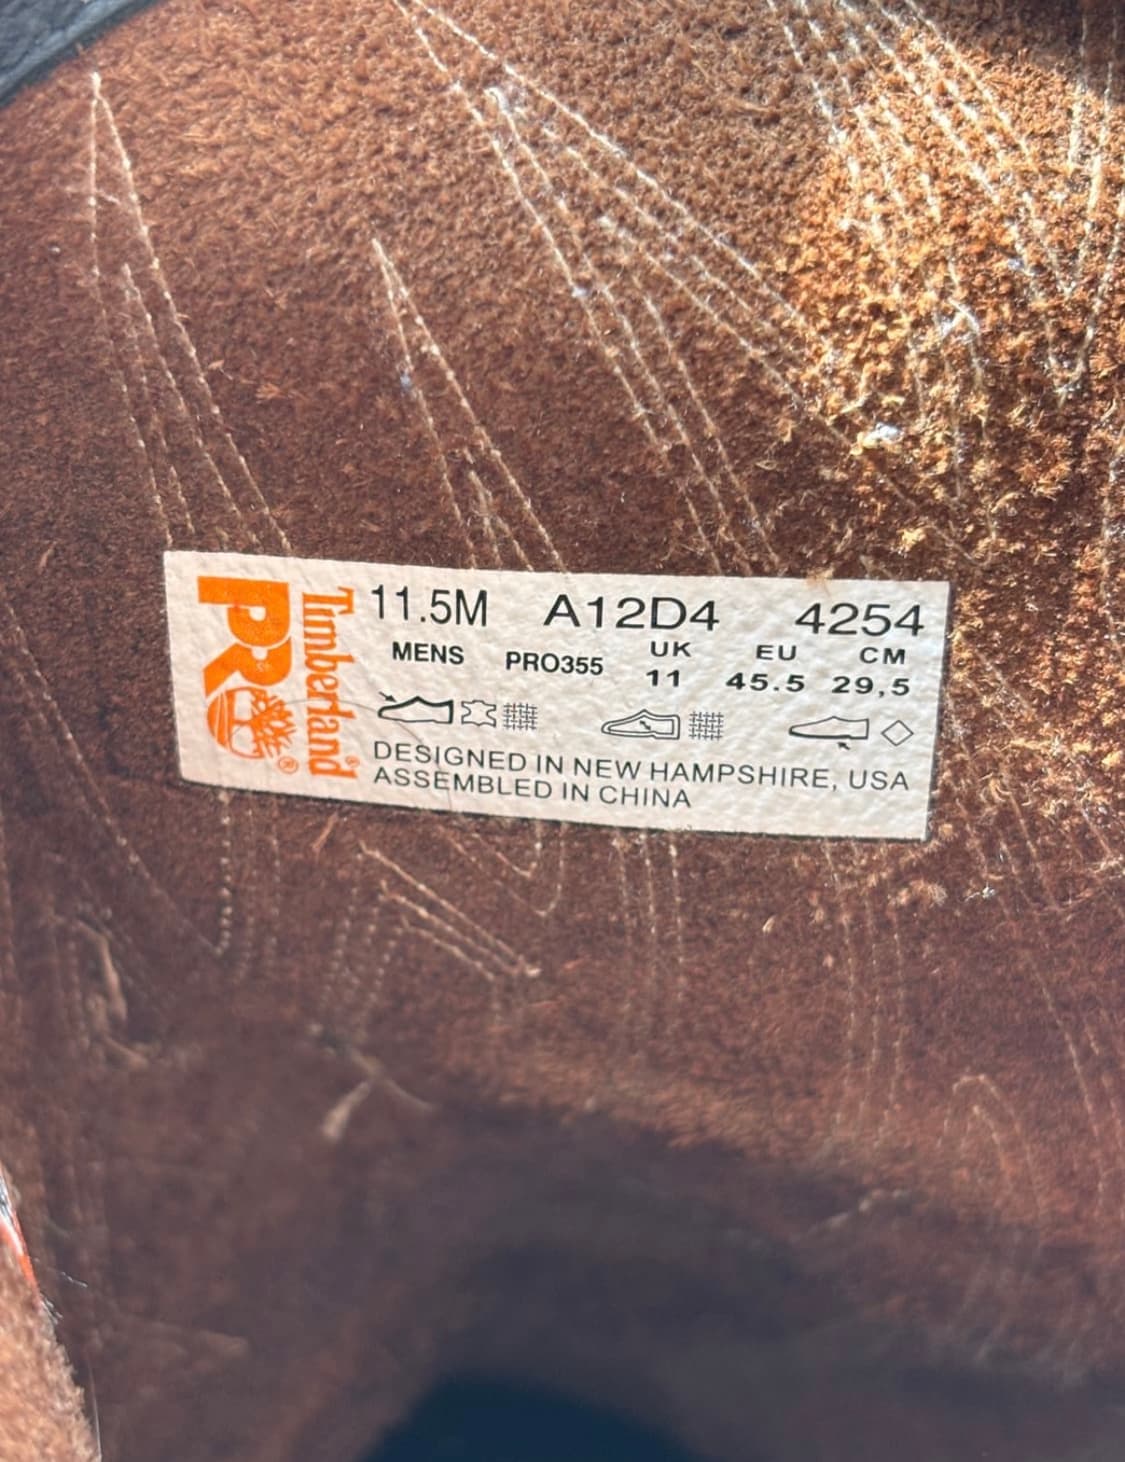 PRO®
Timberland®
11.5M A12D4 4254
MENS PRO355 UK EU CM
11 45.5 29,5
DESIGNED IN NEW HAMPSHIRE, USA
ASSEMBLED IN CHINA